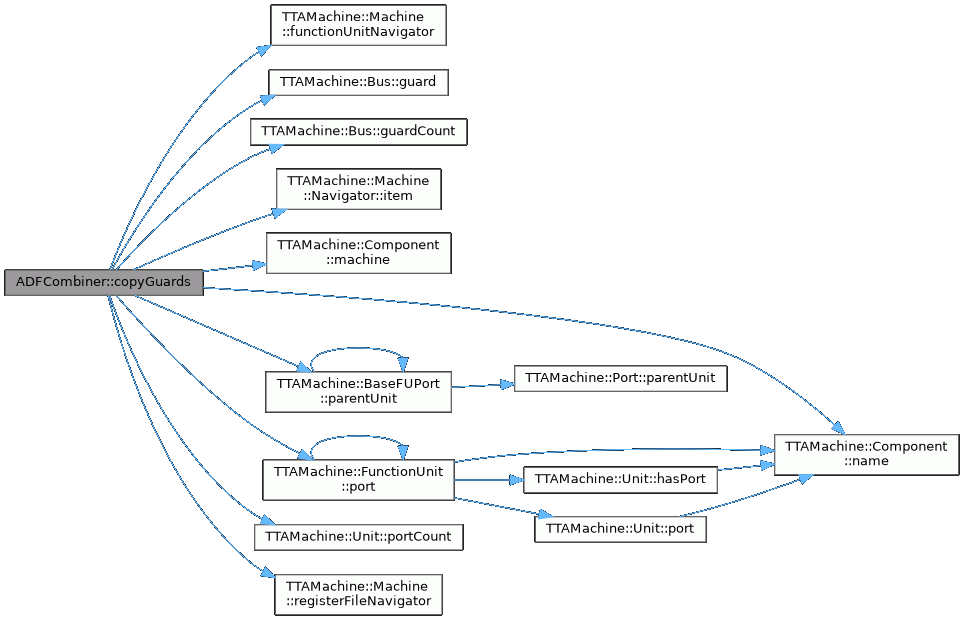 TTAMachine::Machine
::functionUnitNavigator
TTAMachine::Bus::guard
TTAMachine::Bus::guardCount
TTAMachine::Machine
::Navigator::item
TTAMachine::Component
::machine
ADFCombiner::copyGuards
TTAMachine::BaseFUPort
::parentUnit
TTAMachine::Port::parentUnit
TTAMachine::Component
::name
TTAMachine::FunctionUnit
::port
TTAMachine::Unit::hasPort
TTAMachine::Unit::port
TTAMachine::Unit::portCount
TTAMachine::Machine
::registerFileNavigator